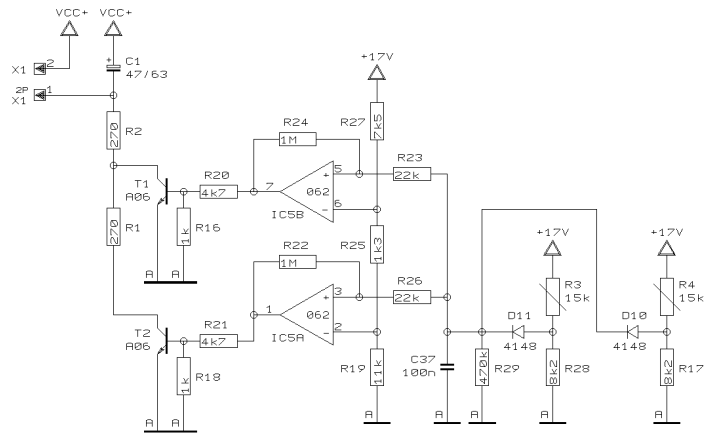 VCC+ VCC+
X1 2
C1
47/63
2P 1
X1
270 R2
270 R1
T1
A06
R20
4k7
1k R16
A A
T2
A06
R21
4k7
1k R18
A A
R24
1M
7
062
5
6
+
-
IC5B
R22
1M
1
062
3
2
+
-
IC5A
+17V
R27 7k5
R25 1k3
R19 11k
A
R23
22k
R26
22k
C37
100n
A
470k R29
A
D11
4148
+17V
R3
15k
8k2 R28
A
D10
4148
+17V
R4
15k
8k2 R17
A